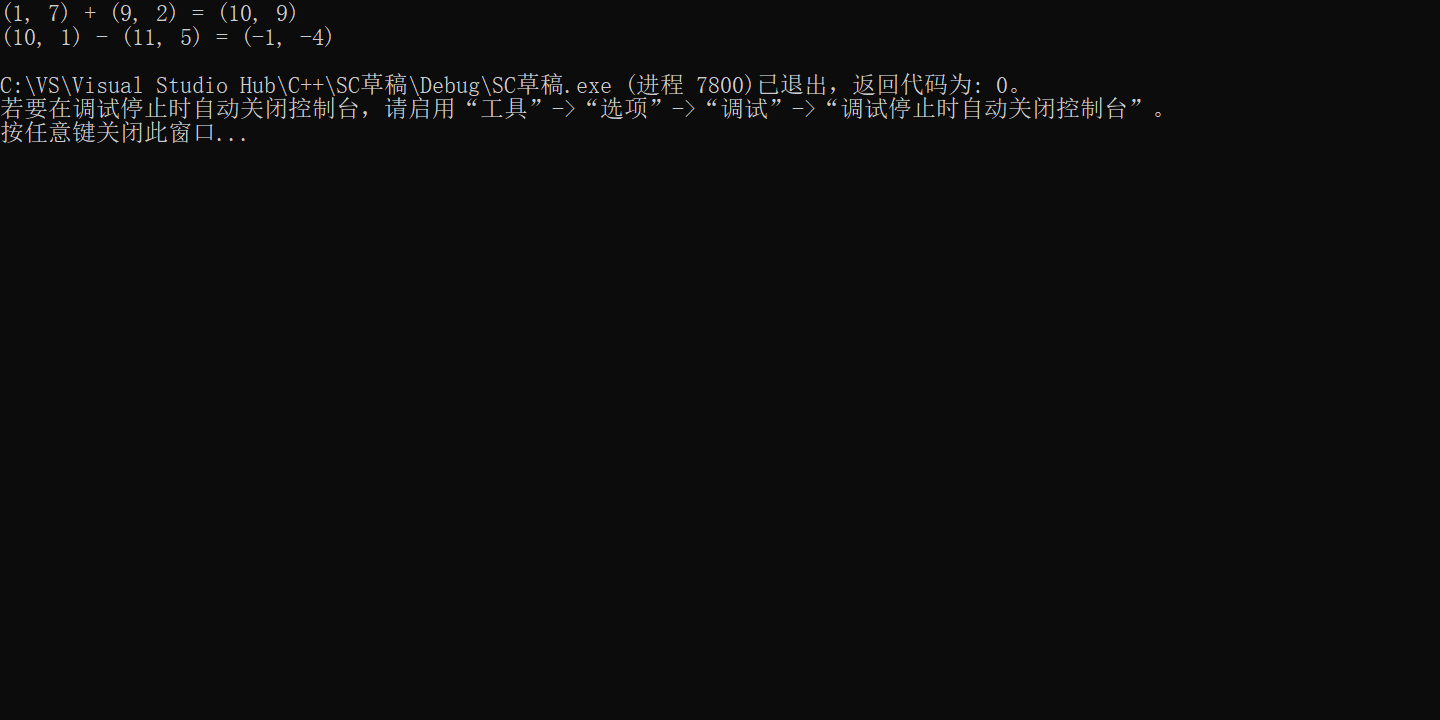 (1, 7) + (9, 2) = (10, 9)
(10, 1) - (11, 5) = (-1, -4)
C:\VS\Visual Studio Hub\C++\SC草稿\Debug\SC草稿.exe (进程 7800)已退出，返回代码为: 0。
若要在调试停止时自动关闭控制台，请启用“工具”->“选项”->“调试”->“调试停止时自动关闭控制台”。
按任意键关闭此窗口...